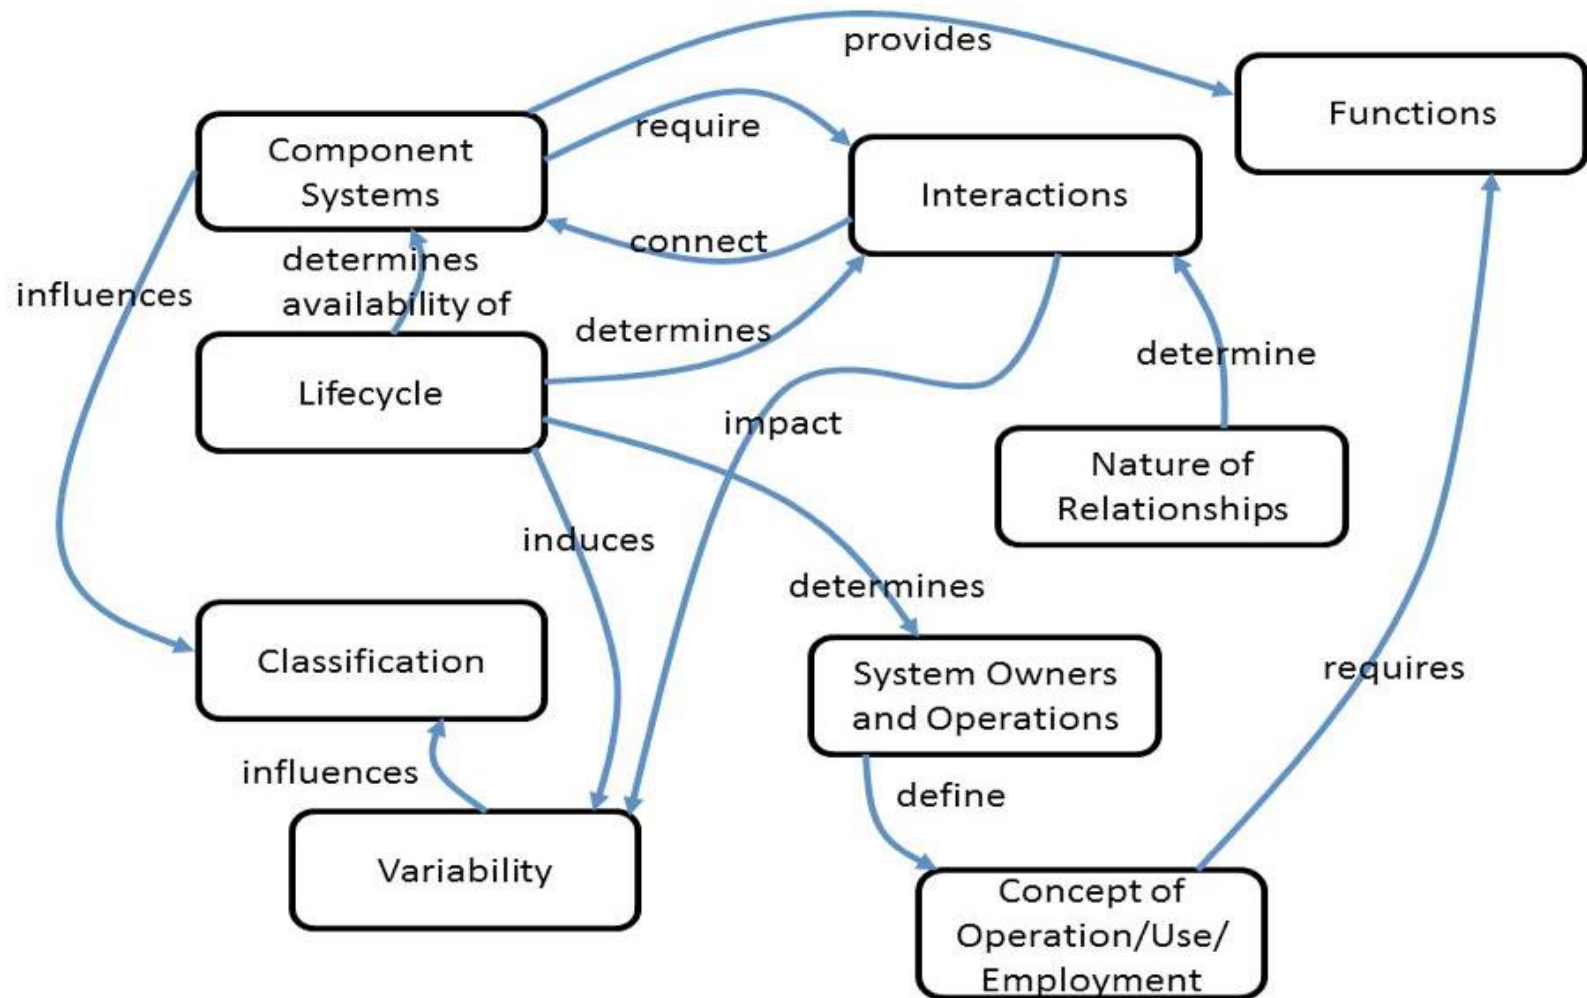 provides
Functions
require
Component
Systems
Interactions
connect
determines
availability of
influences
determines
determine
Lifecycle
impact
Nature of
Relationships
induces
determines
Classification
System Owners
and Operations
requires
influences
define
Variability
Concept of
Operation/Use/
Employment